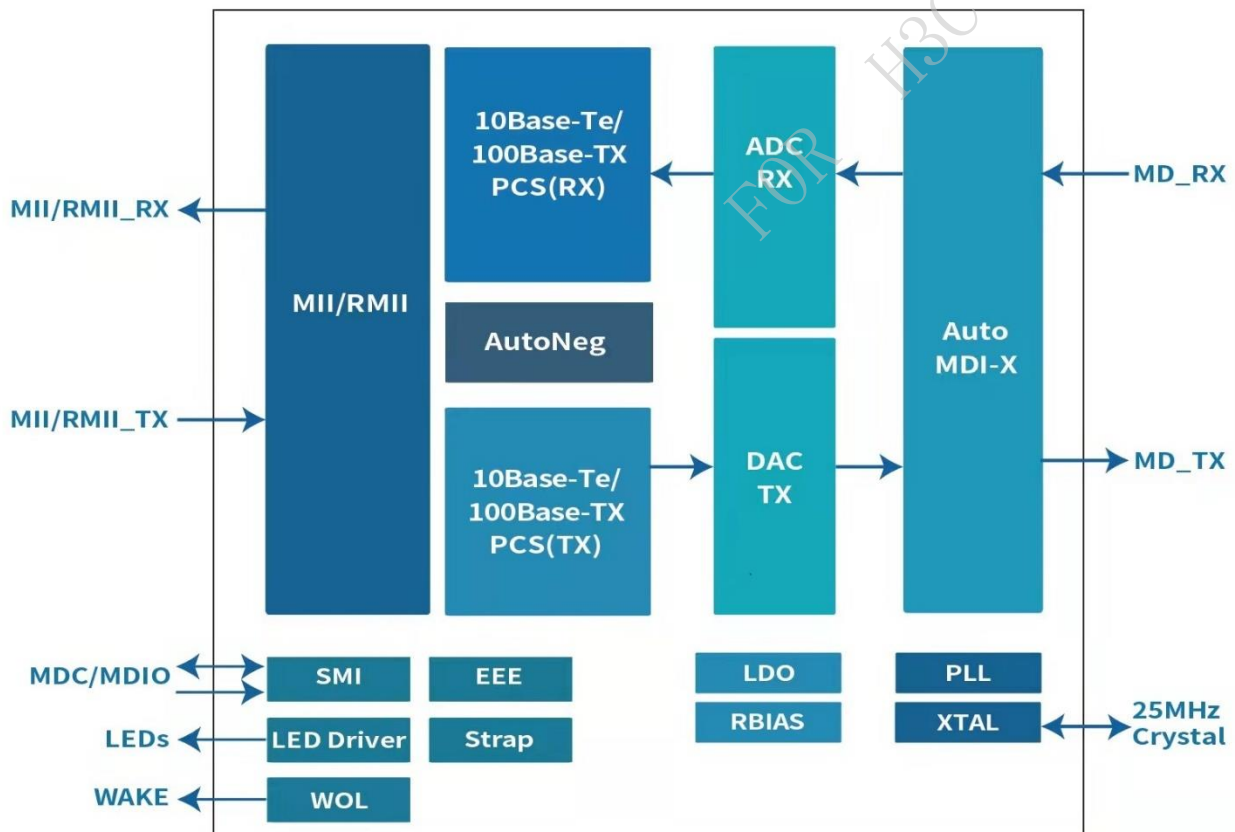 FOR H3C
10Base-Te/
100Base-TX
PCS(RX)
ADC
RX
MD_RX
MII/RMII_RX
MII/RMII
AutoNeg
Auto
MDI-X
MII/RMII_TX
10Base-Te/
100Base-TX
PCS(TX)
DAC
TX
MD_TX
MDC/MDIO
SMI
EEE
LDO
PLL
LEDs
LED Driver
Strap
RBIAS
XTAL
25MHz
Crystal
WAKE
WOL